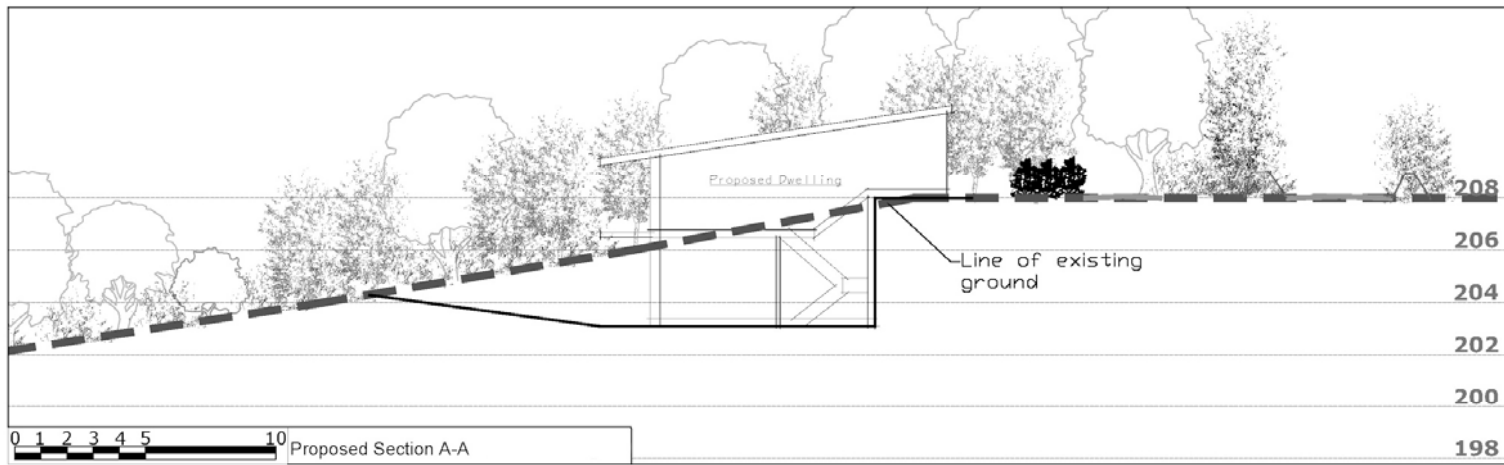 Proposed Dwelling
208
206
Line of existing
ground
204
202
200
0 1 2 3 4 5 10
Proposed Section A-A
198